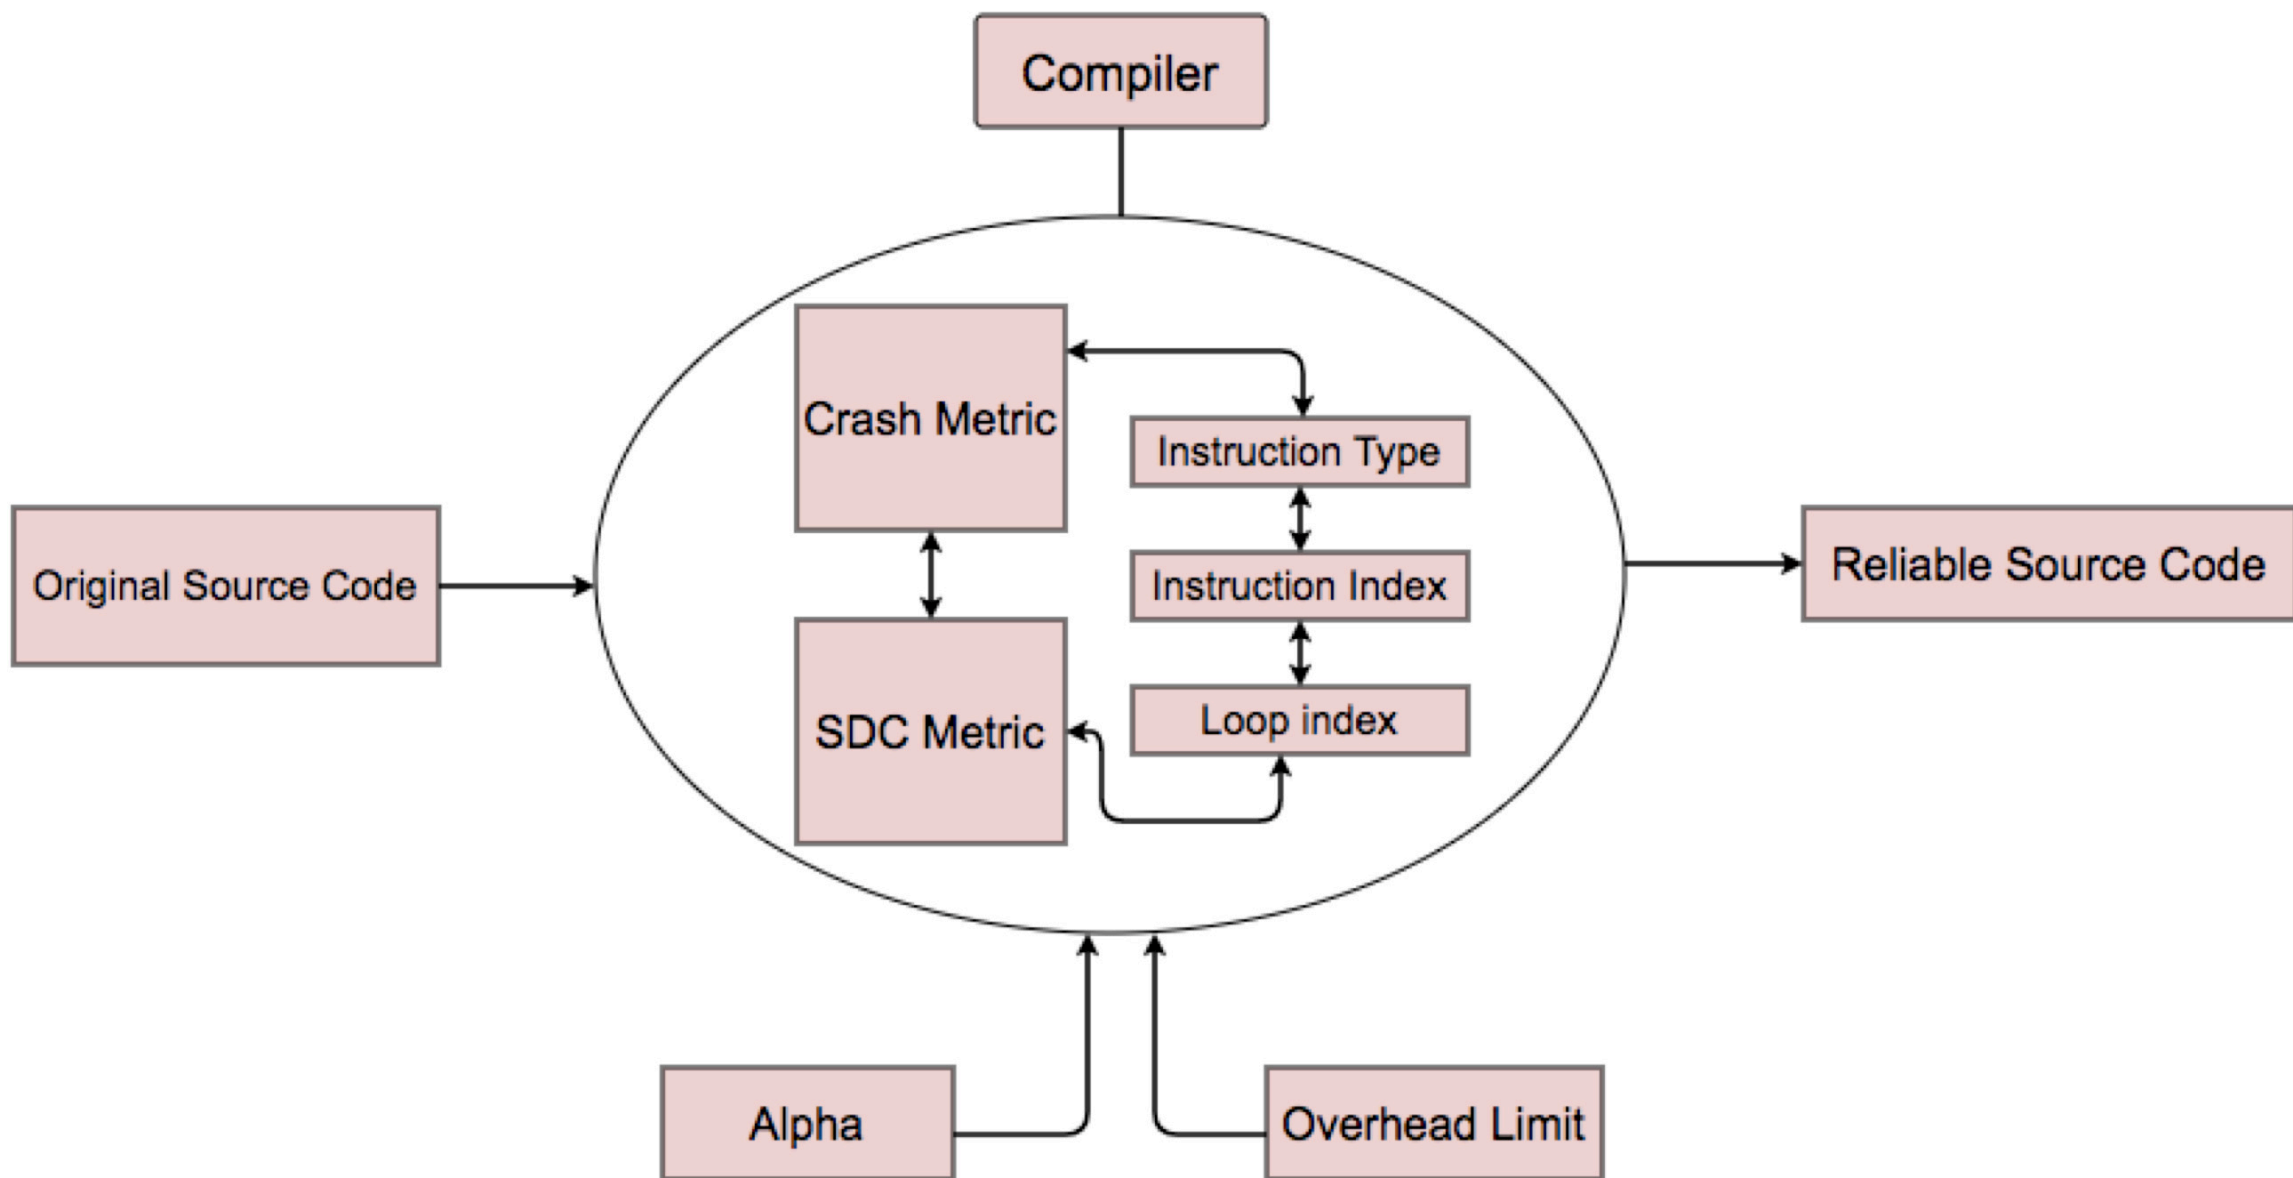 Compiler
Crash Metric
Instruction Type
Original Source Code
Instruction Index
Reliable Source Code
SDC Metric
Loop index
Alpha
Overhead Limit